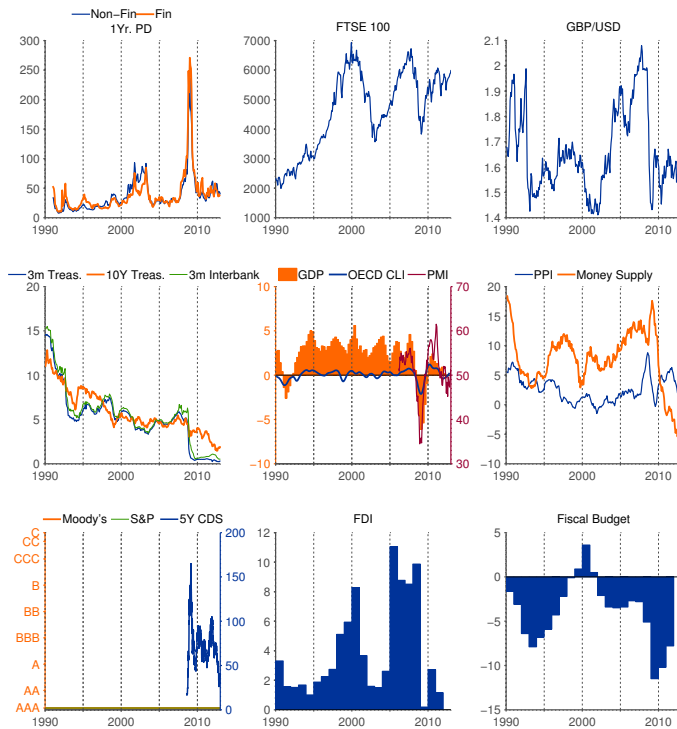 Non−Fin Fin
1Yr. PD
300
250
200
150
100
50
0
1990 2000 2010
FTSE 100
7000
6000
5000
4000
3000
2000
1000
1990 2000 2010
GBP/USD
2.1
2
1.9
1.8
1.7
1.6
1.5
1.4
1990 2000 2010
3m Treas. 10Y Treas. 3m Interbank
20
15
10
5
0
1990 2000 2010
GDP OECD CLI PMI
10 70
5 60
0 50
−5 40
−10 30
1990 2000 2010
PPI Money Supply
20
15
10
5
0
−5
−10
1990 2000 2010
Moody's S&P 5Y CDS
C 200
CC
CCC
150
B
BB 100
BBB
A 50
AA
AAA 0
1990 2000 2010
FDI
12
10
8
6
4
2
0
1990 2000 2010
Fiscal Budget
5
0
−5
−10
−15
1990 2000 2010